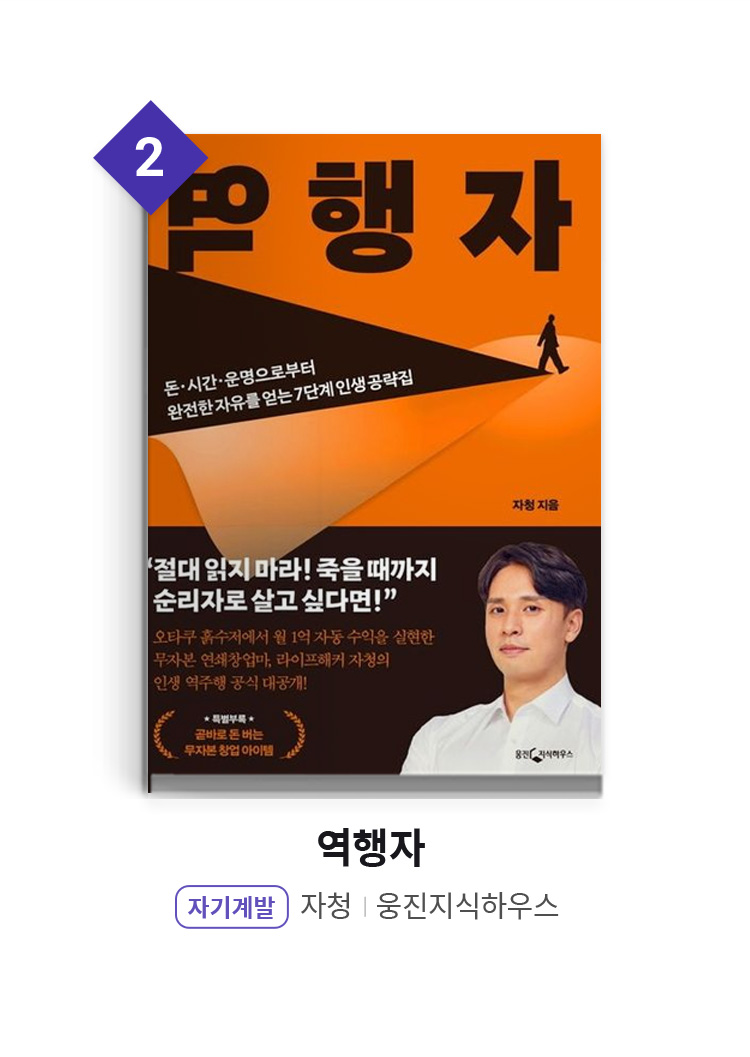 2
역행자
돈·시간·운명으로부터
완전한 자유를 얻는 7단계 인생 공략집
자청 지음
“절대 읽지 마라! 죽을 때까지
순리자로 살고 싶다면!”
오타쿠 흙수저에서 월 1억 자동 수익을 실현한
무자본 연쇄창업마, 라이프해커 자청의
인생 역주행 공식 대공개!
★ 특별부록 ★
곧바로 돈 버는
무자본 창업 아이템
웅진지식하우스
역행자
자기계발 자청 | 웅진지식하우스